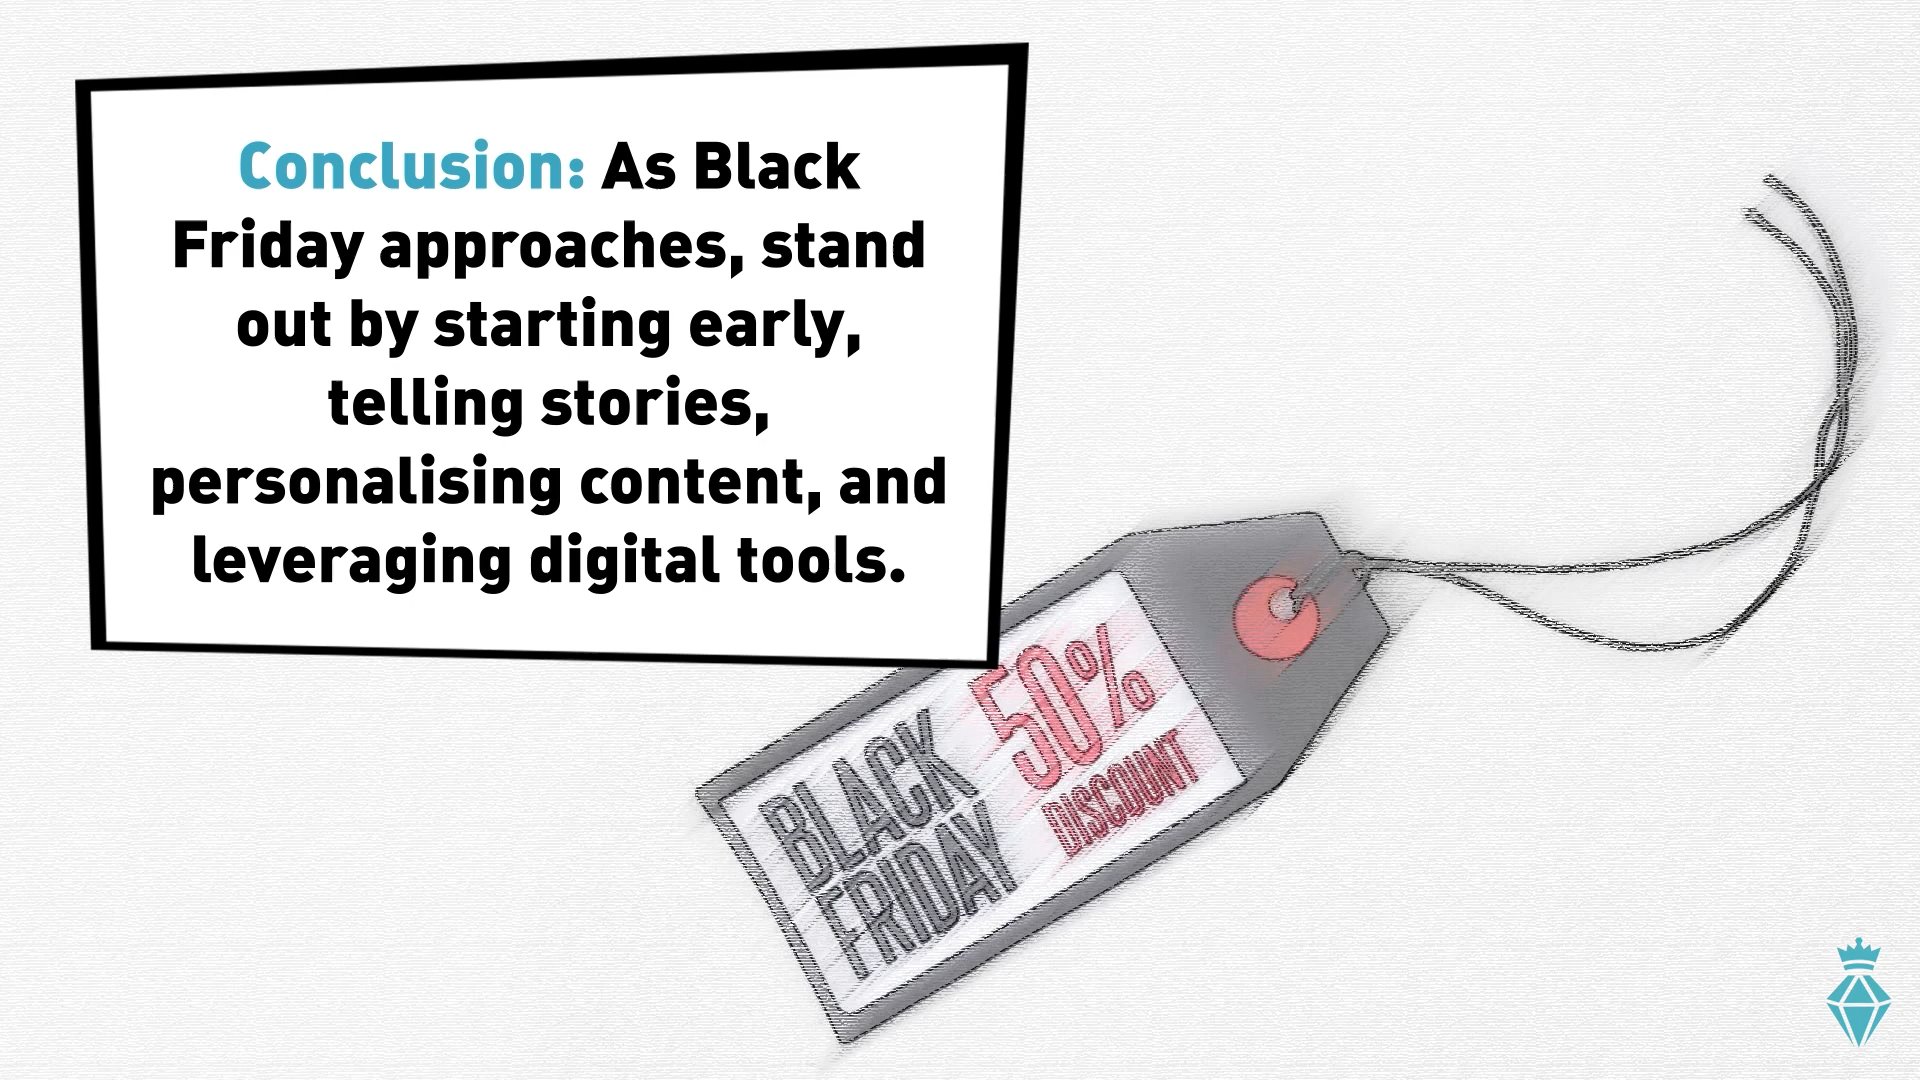 Conclusion: As Black
Friday approaches, stand
out by starting early,
telling stories,
personalising content, and
leveraging digital tools.
BLACK
FRIDAY
50%
DISCOUNT